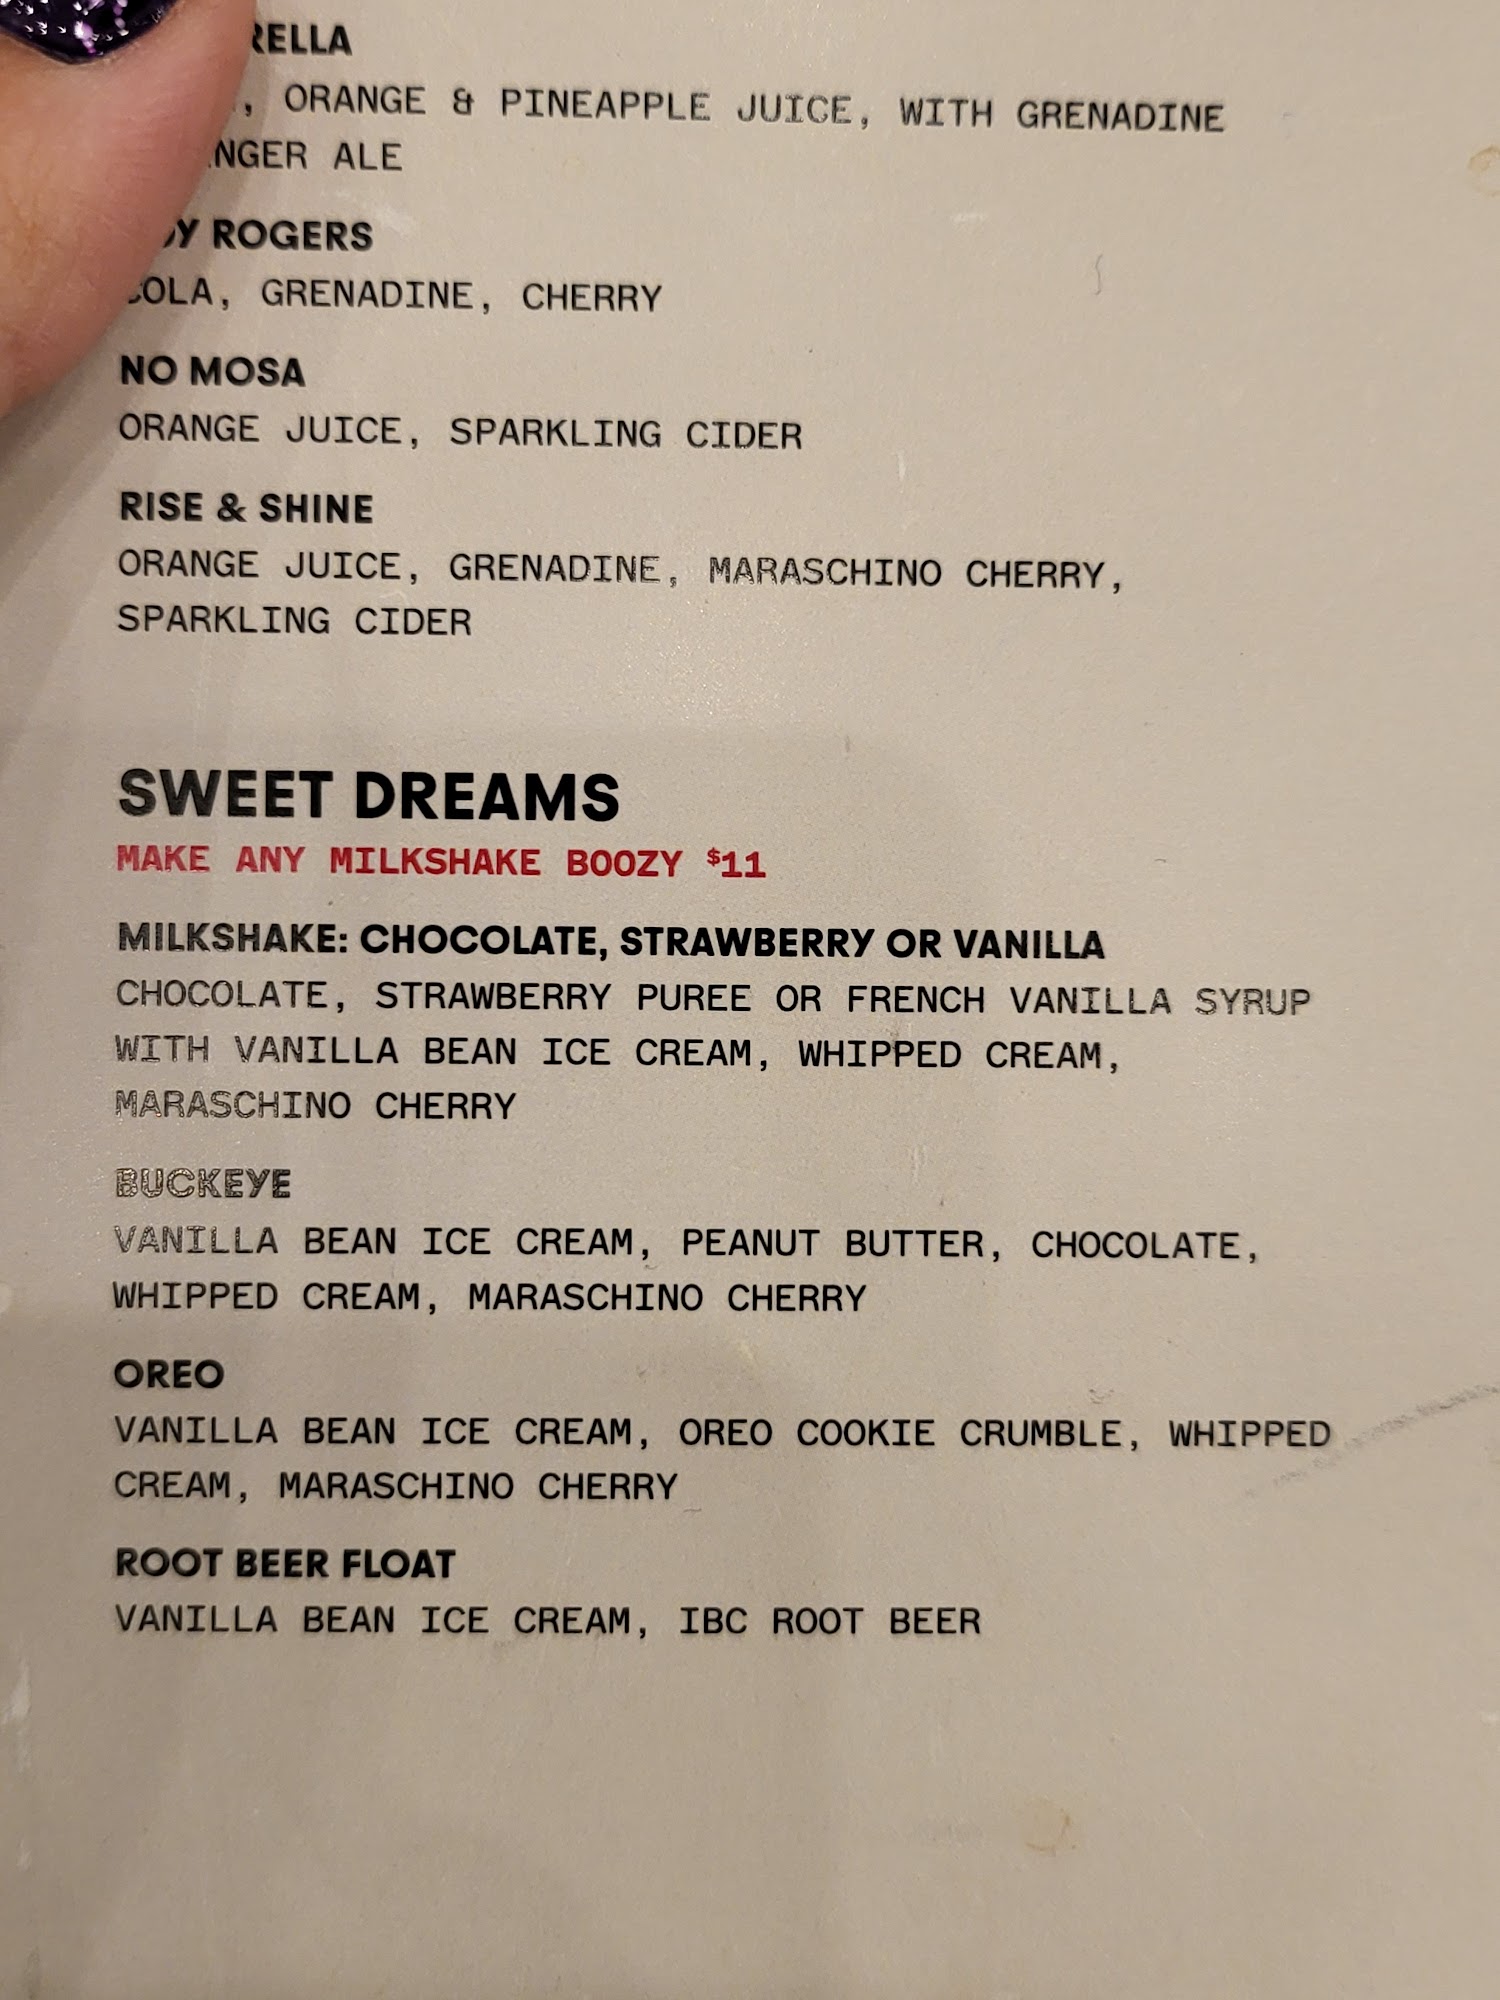 ORANGE & PINEAPPLE JUICE, WITH GRENADINE
ALE
ROGERS
COLA, GRENADINE, CHERRY
NO MOSA
ORANGE JUICE, SPARKLING CIDER
RISE & SHINE
ORANGE JUICE, GRENADINE, MARASCHINO CHERRY,
SPARKLING CIDER
SWEET DREAMS
MAKE ANY MILKSHAKE BOOZY $11
MILKSHAKE: CHOCOLATE, STRAWBERRY OR VANILLA
CHOCOLATE, STRAWBERRY PUREE OR FRENCH VANILLA SYRUP
WITH VANILLA BEAN ICE CREAM, WHIPPED CREAM,
MARASCHINO CHERRY
BUCKEYE
VANILLA BEAN ICE CREAM, PEANUT BUTTER, CHOCOLATE,
WHIPPED CREAM, MARASCHINO CHERRY
OREO
VANILLA BEAN ICE CREAM, OREO COOKIE CRUMBLE, WHIPPED
CREAM, MARASCHINO CHERRY
ROOT BEER FLOAT
VANILLA BEAN ICE CREAM, IBC ROOT BEER